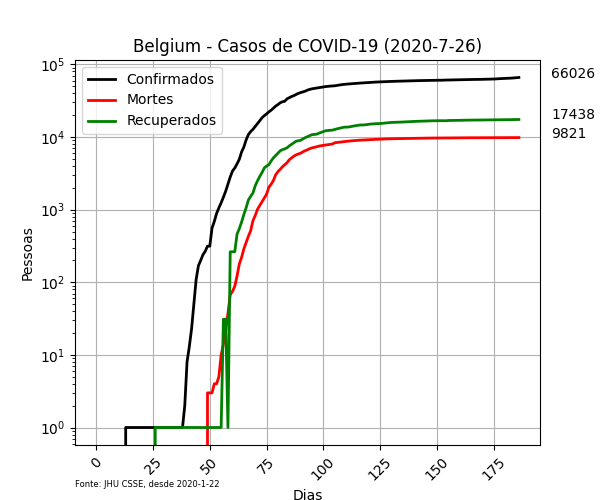 Belgium - Casos de COVID-19 (2020-7-26)
Confirmados
Mortes
Recuperados
66026
17438
9821
Pessoas
10^5
10^4
10^3
10^2
10^1
10^0
0 25 50 75 100 125 150 175
Fonte: JHU CSSE, desde 2020-1-22
Dias